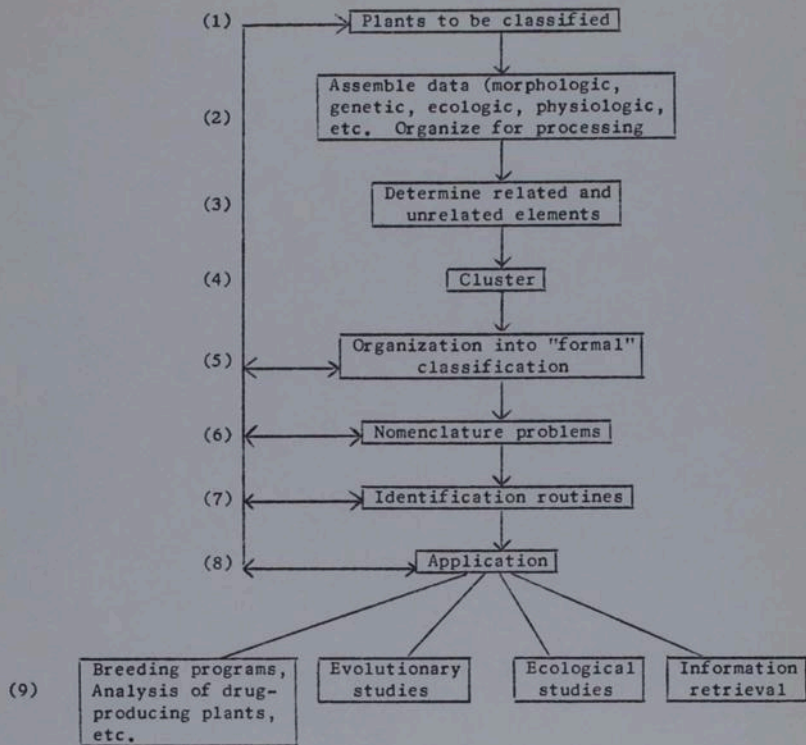 (1) Plants to be classified
Assemble data (morphologic,
(2) genetic, ecologic, physiologic,
etc. Organize for processing
(3) Determine related and
unrelated elements
(4) Cluster
Organization into "formal"
(5) classification
(6) Nomenclature problems
(7) Identification routines
(8) Application
(9)
Breeding programs,
Analysis of drug-
producing plants,
etc.
Evolutionary
studies
Ecological
studies
Information
retrieval